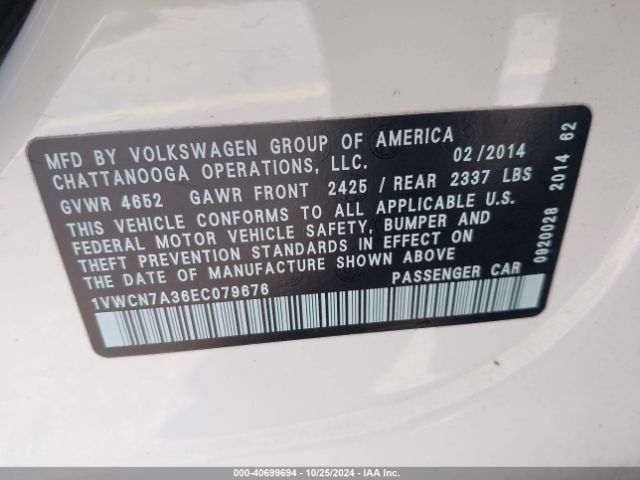 MFD BY VOLKSWAGEN GROUP OF AMERICA
CHATTANOOGA OPERATIONS, LLC. 02/2014
GVWR 4652 GAWR FRONT 2425 / REAR 2337 LBS
THIS VEHICLE CONFORMS TO ALL APPLICABLE U.S.
FEDERAL MOTOR VEHICLE SAFETY, BUMPER AND
THEFT PREVENTION STANDARDS IN EFFECT ON
THE DATE OF MANUFACTURE SHOWN ABOVE
1VWCN7A36EC079676 PASSENGER CAR
0920028 2014 62
000-40699694 - 10/25/2024 - IAA Inc.